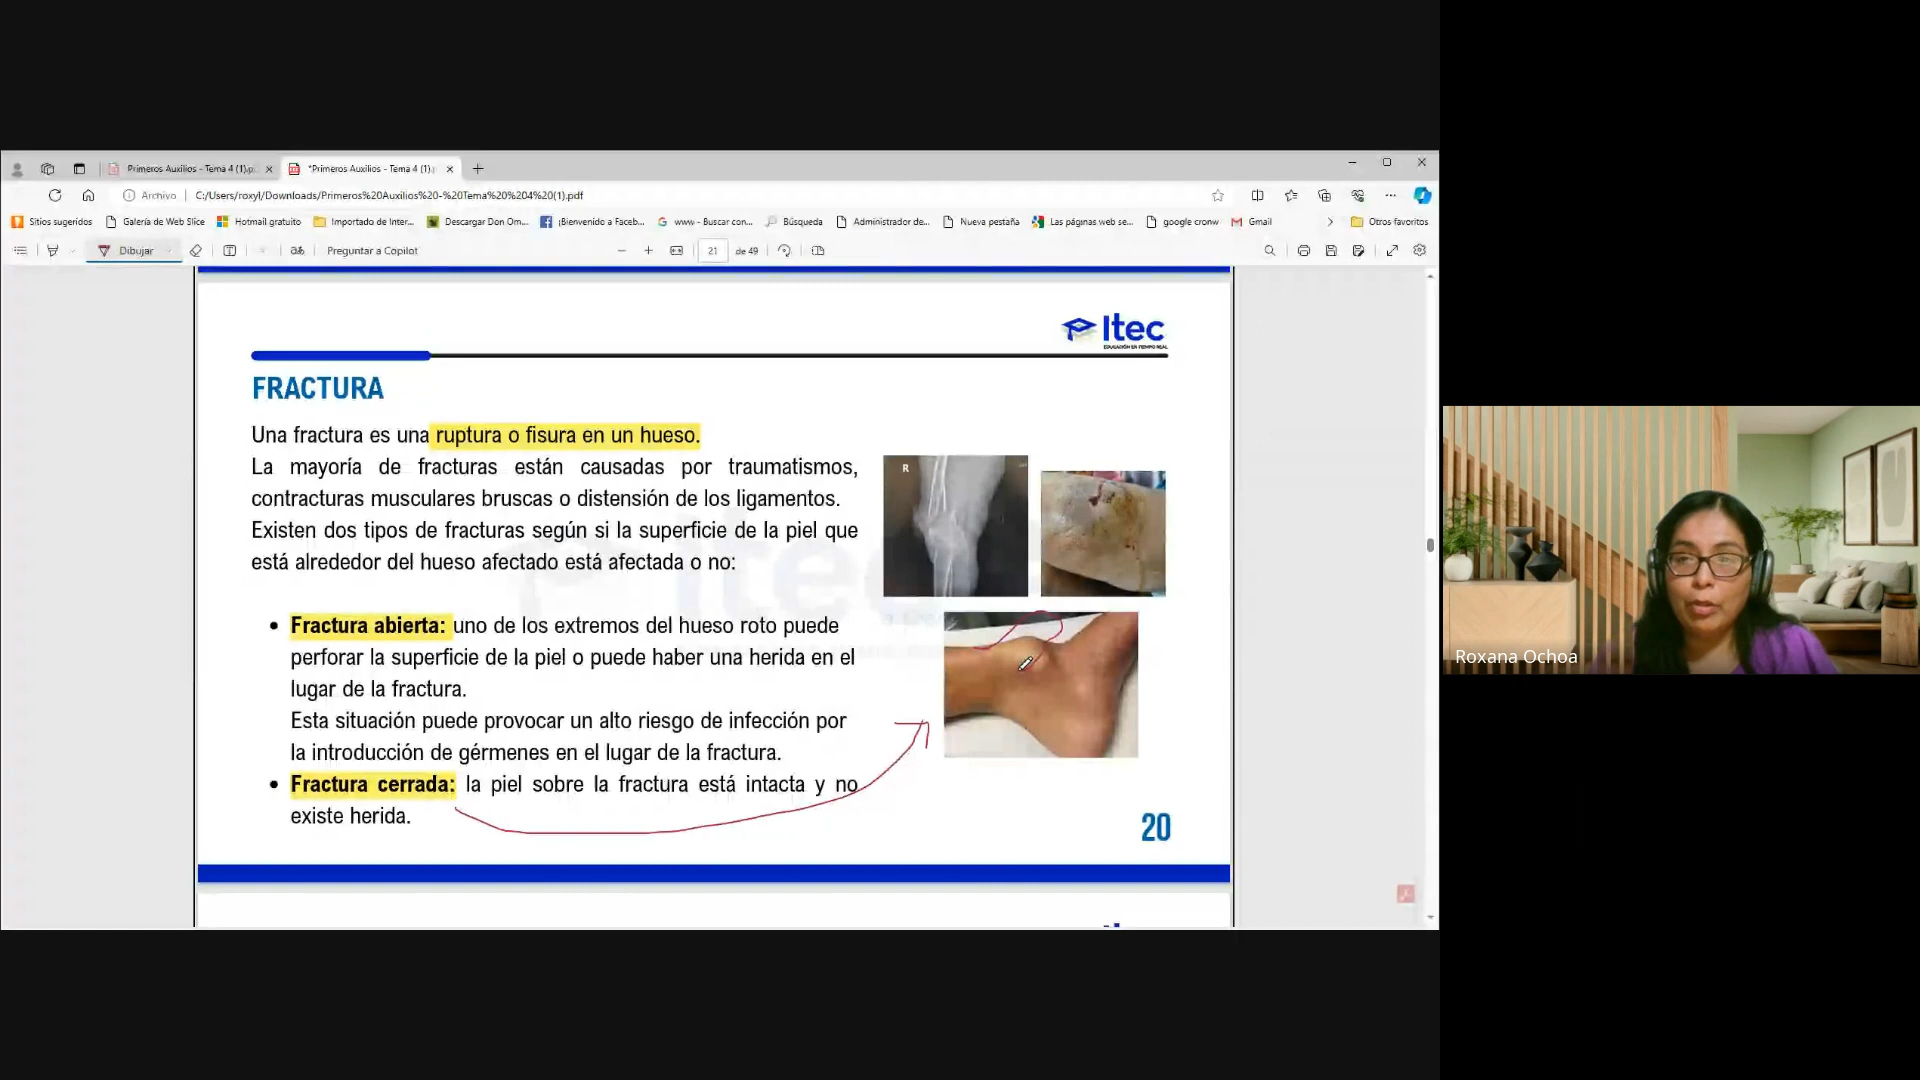 Primeros Auxilios - Tema 4 (1).p
*Primeros Auxilios - Tema 4 (1).
Archivo
C:/Users/roxyl/Downloads/Primeros%20Auxilios%20-%20Tema%20%204%20(1).pdf
Sitios sugeridos
Galería de Web Slice
Hotmail gratuito
Importado de Inter...
Descargar Don Om...
¡Bienvenido a Faceb...
www - Buscar con...
Búsqueda
Administrador de...
Nueva pestaña
Las páginas web se...
google cronw
Gmail
Otros favoritos
Dibujar
Preguntar a Copilot
21
de 49
Itec
EDUCACIÓN EN TIEMPO REAL
FRACTURA
Una fractura es una ruptura o fisura en un hueso.
La mayoría de fracturas están causadas por traumatismos,
contracturas musculares bruscas o distensión de los ligamentos.
Existen dos tipos de fracturas según si la superficie de la piel que
está alrededor del hueso afectado está afectada o no:
R
• Fractura abierta: uno de los extremos del hueso roto puede
perforar la superficie de la piel o puede haber una herida en el
lugar de la fractura.
Esta situación puede provocar un alto riesgo de infección por
la introducción de gérmenes en el lugar de la fractura.
• Fractura cerrada: la piel sobre la fractura está intacta y no
existe herida.
20
Roxana Ochoa